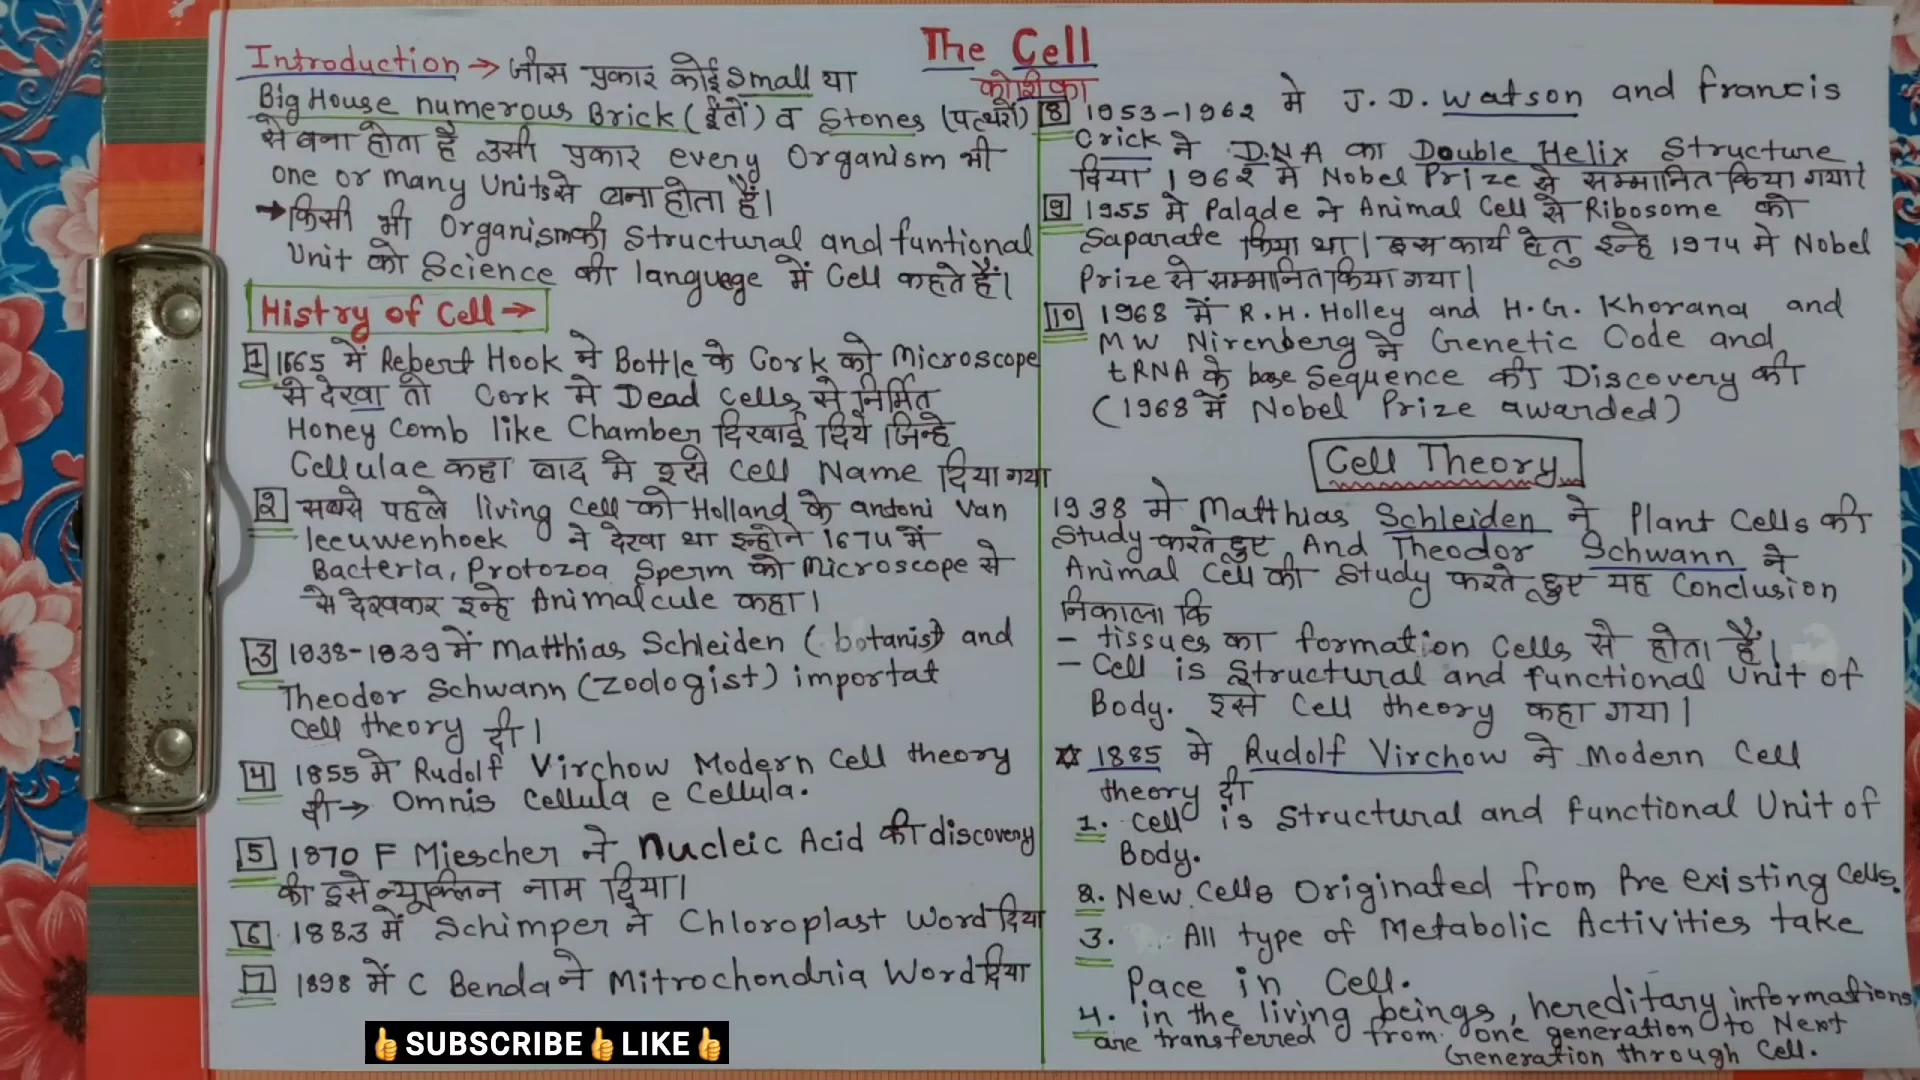 The Cell
कोशिका
Introduction → जीस प्रकार कोई small या
Big House numerous Brick (ईंटों) व Stones (पत्थरों)
से बना होता है उसी प्रकार every Organism भी
one or many Units से बना होता हैं।
→ किसी भी Organism की Structural and funtional
Unit को Science की language में Cell कहते हैं।
Histry of Cell →
1 1665 में Rebert Hook ने Bottle के Cork को Microscope
से देखा तो Cork मे Dead Cells से निर्मित
Honey Comb like Chamber दिखाई दिये जिन्हे
Cellulae कहा बाद मे इसे Cell Name दिया गया
2 सबसे पहले living Cell को Holland के antoni Van
leeuwenhoek ने देखा था इन्होने 1674 में
Bacteria, Protozoa Sperm को Microscope से
से देखकर इन्हे Animalcule कहा।
3 1838-1839 में Matthias Schleiden (botanist) and
Theodor Schwann (Zoologist) importat
Cell theory दी।
4 1855 मे Rudolf Virchow Modern Cell theory
दी → Omnis Cellula e Cellula.
5 1870 F Miescher ने Nucleic Acid की discovery
की इसे न्यूक्लिन नाम दिया।
6 1883 में Schimper ने Chloroplast Word दिया
7 1898 में C Benda ने Mitrochondria Word दिया
8 1953-1962 मे J.D. Watson and francis
Crick ने DNA का Double Helix Structure
दिया 1962 मे Nobel Prize से सम्मानित किया गया।
9 1955 मे Palade ने Animal Cell से Ribosome को
Saparate किया था। इस कार्य हेतु इन्हे 1974 मे Nobel
Prize से सम्मानित किया गया।
10 1968 में R.H. Holley and H.G. Khorana and
MW Nirenberg ने Genetic Code and
tRNA के base Sequence की Discovery की
(1968 में Nobel Prize awarded)
Cell Theory
1938 मे Matthias Schleiden ने Plant Cells की
Study करते हुए And Theodor Schwann ने
Animal Cell की Study करते हुए यह Conclusion
निकाला कि
- tissues का formation Cells से होता है।
- Cell is Structural and functional Unit of
Body. इसे Cell theory कहा गया।
☆ 1885 मे Rudolf Virchow ने Modern Cell
theory दी
1. Cell is Structural and functional Unit of
Body.
2. New Cells Originated from Pre existing Cells.
3. All type of Metabolic Activities take
Pace in Cell.
4. in the living beings, hereditary informations
are transferred from one generation to Next
Generation through Cell.
👍SUBSCRIBE👍LIKE👍